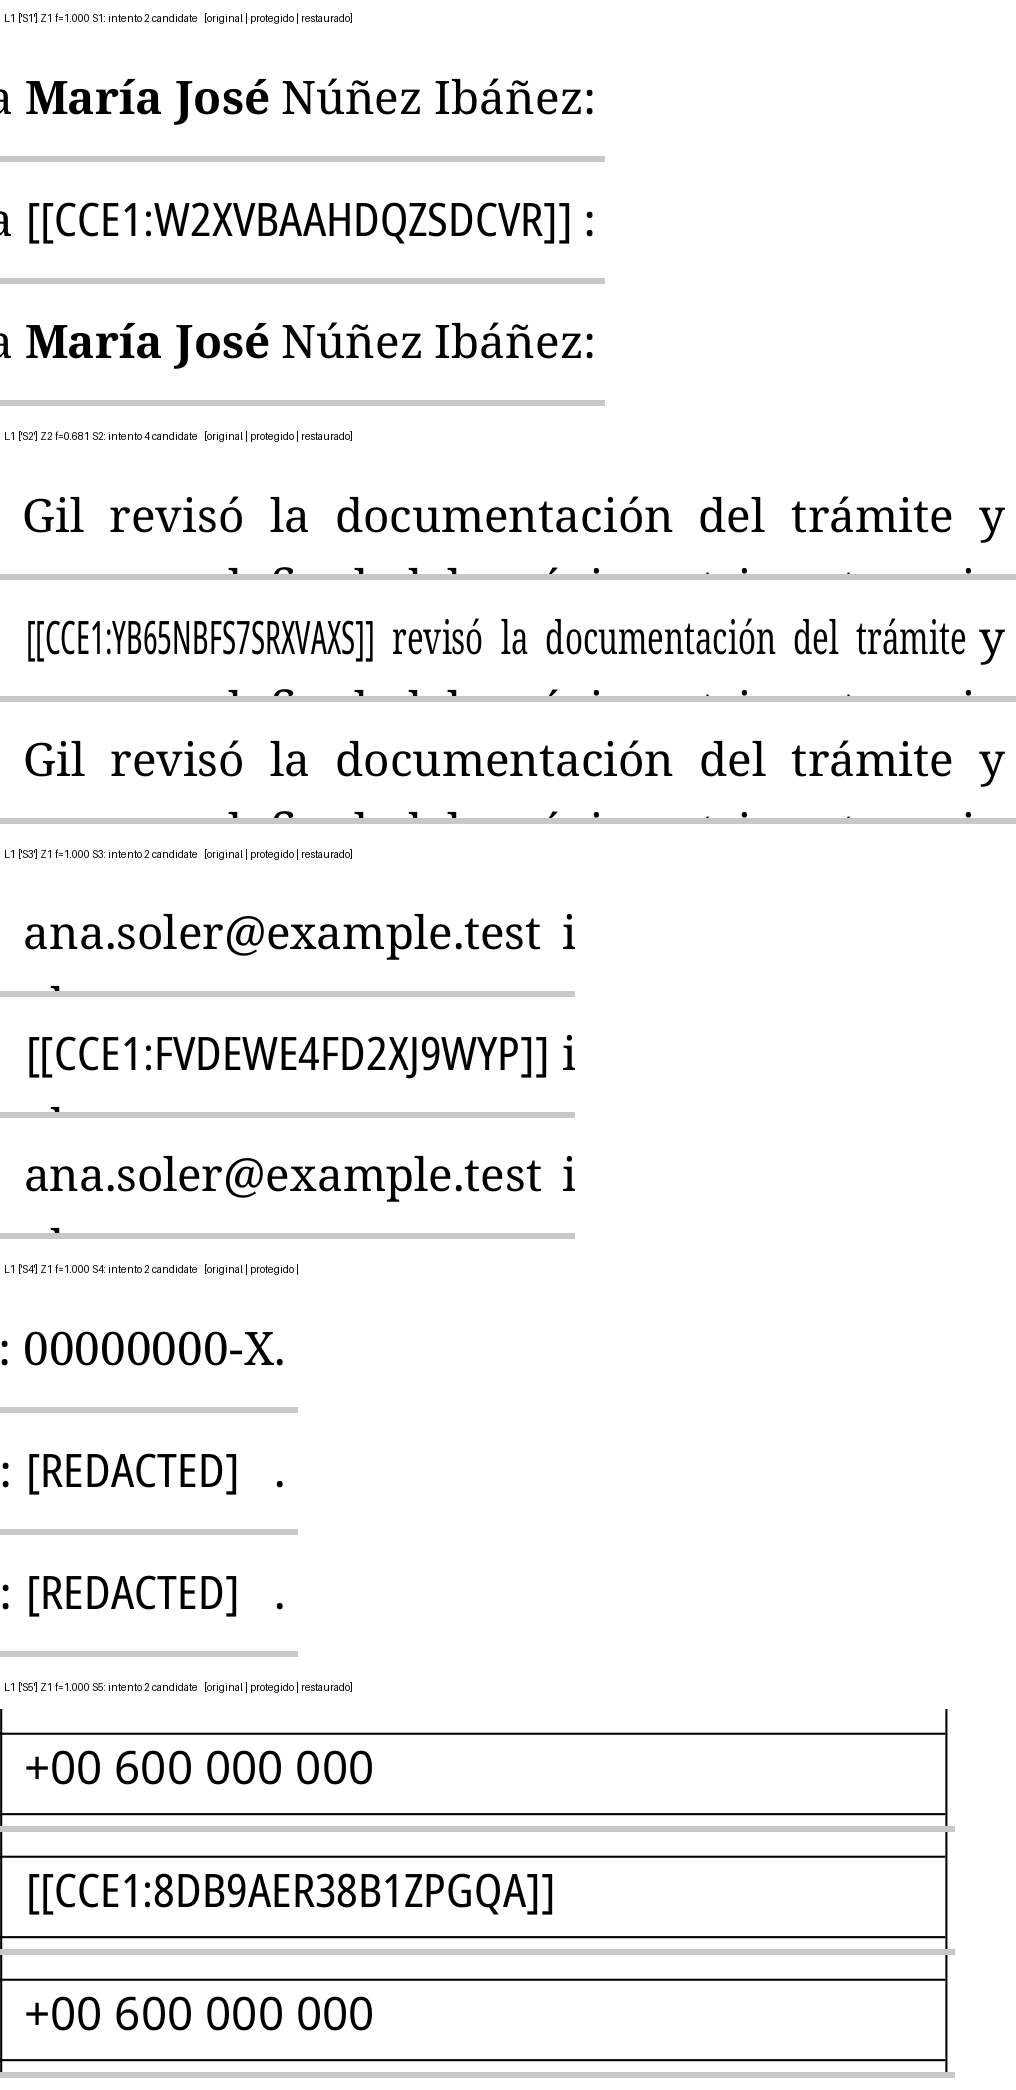 L1 ['S1'] Z1 f=1.000 S1: intento 2 candidate [original | protegido | restaurado]
a María José Núñez Ibáñez:
a [[CCE1:W2XVBAAHDQZSDCVR]] :
a María José Núñez Ibáñez:
L1 ['S2'] Z2 f=0.681 S2: intento 4 candidate [original | protegido | restaurado]
Gil revisó la documentación del trámite y
[[CCE1:YB65NBFS7SRXVAXS]] revisó la documentación del trámite y
Gil revisó la documentación del trámite y
L1 ['S3'] Z1 f=1.000 S3: intento 2 candidate [original | protegido | restaurado]
ana.soler@example.test i
[[CCE1:FVDEWE4FD2XJ9WYP]] i
ana.soler@example.test i
L1 ['S4'] Z1 f=1.000 S4: intento 2 candidate [original | protegido |
: 00000000-X.
: [REDACTED] .
: [REDACTED] .
L1 ['S5'] Z1 f=1.000 S5: intento 2 candidate [original | protegido | restaurado]
+00 600 000 000
[[CCE1:8DB9AER38B1ZPGQA]]
+00 600 000 000